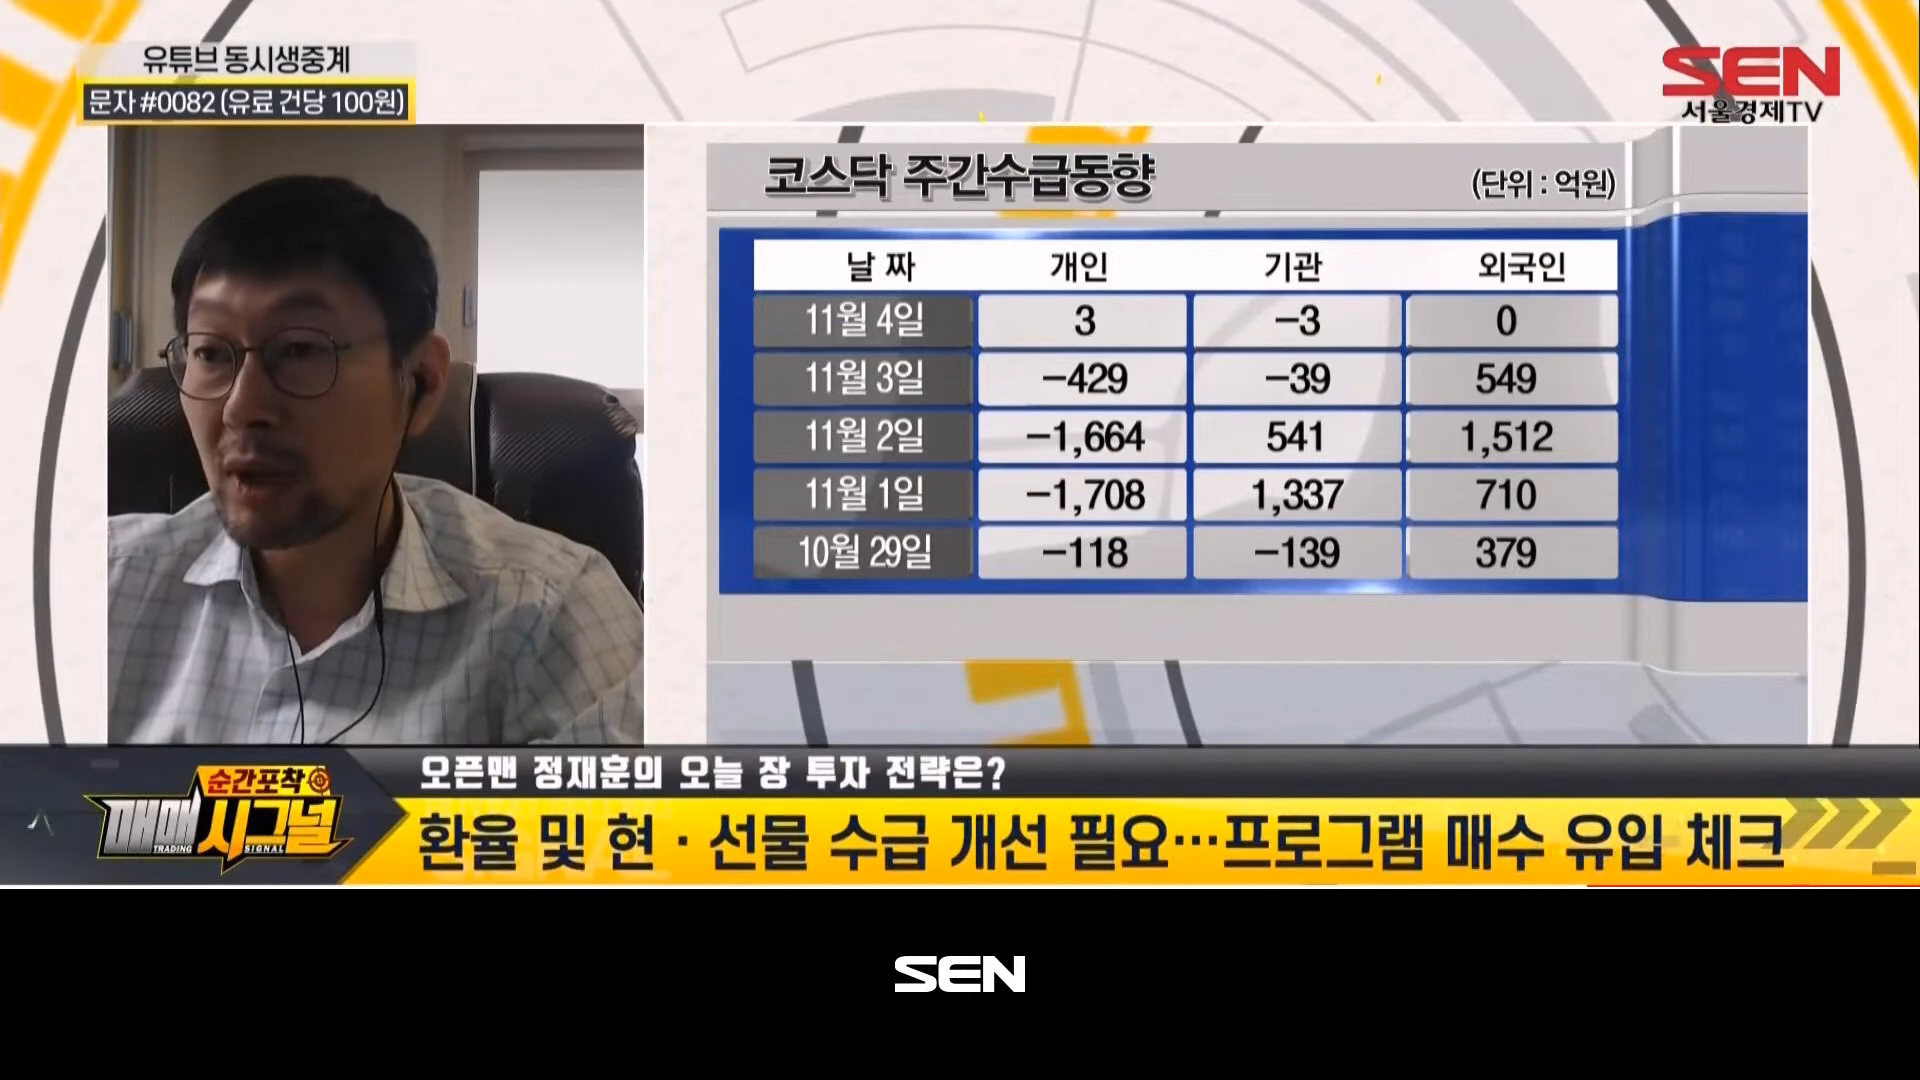 유튜브 동시생중계
문자 #0082 (유료 건당 100원)
SEN
서울경제TV
코스닥 주간수급동향
(단위 : 억원)
날 짜 개인 기관 외국인
11월 4일 3 -3 0
11월 3일 -429 -39 549
11월 2일 -1,664 541 1,512
11월 1일 -1,708 1,337 710
10월 29일 -118 -139 379
오픈맨 정재훈의 오늘 장 투자 전략은?
순간포착
매매 시그널
TRADING SIGNAL
환율 및 현·선물 수급 개선 필요…프로그램 매수 유입 체크
SEN